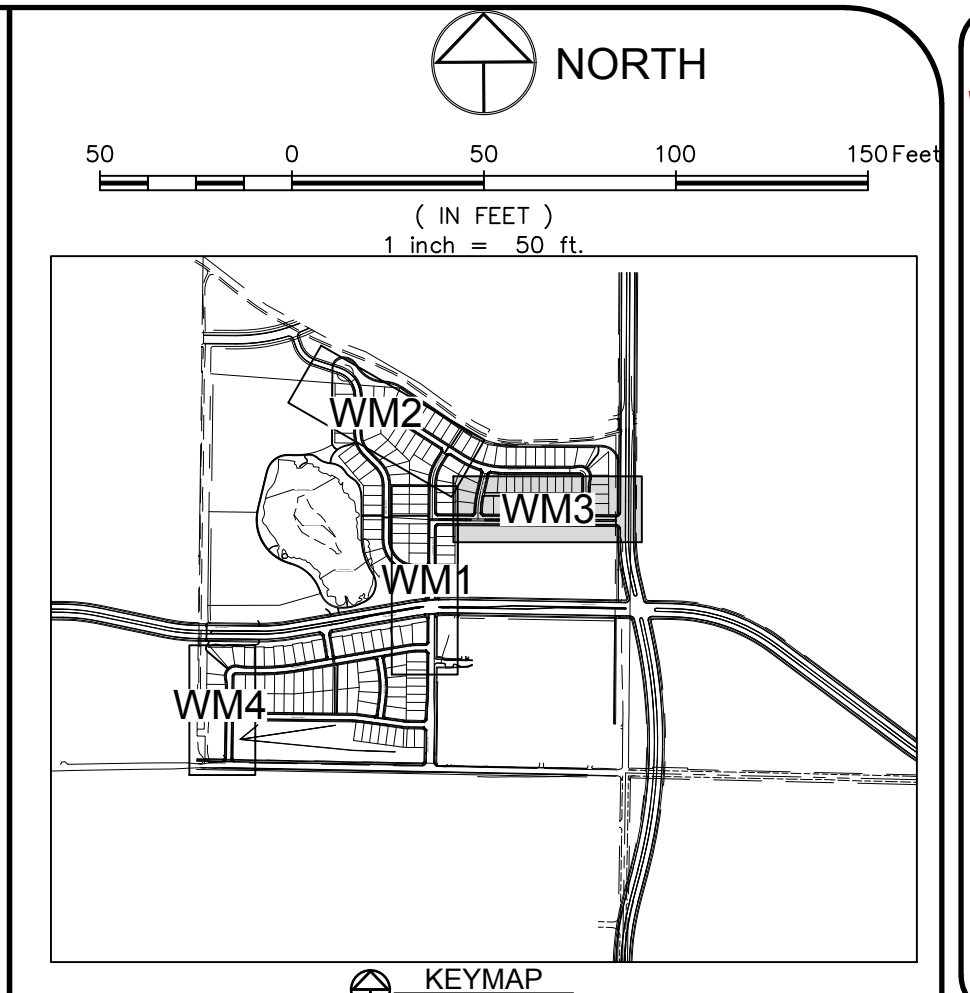 NORTH
50 0 50 100 150 Feet
( IN FEET )
1 inch = 50 ft.
WM2
WM3
WM1
WM4
KEYMAP